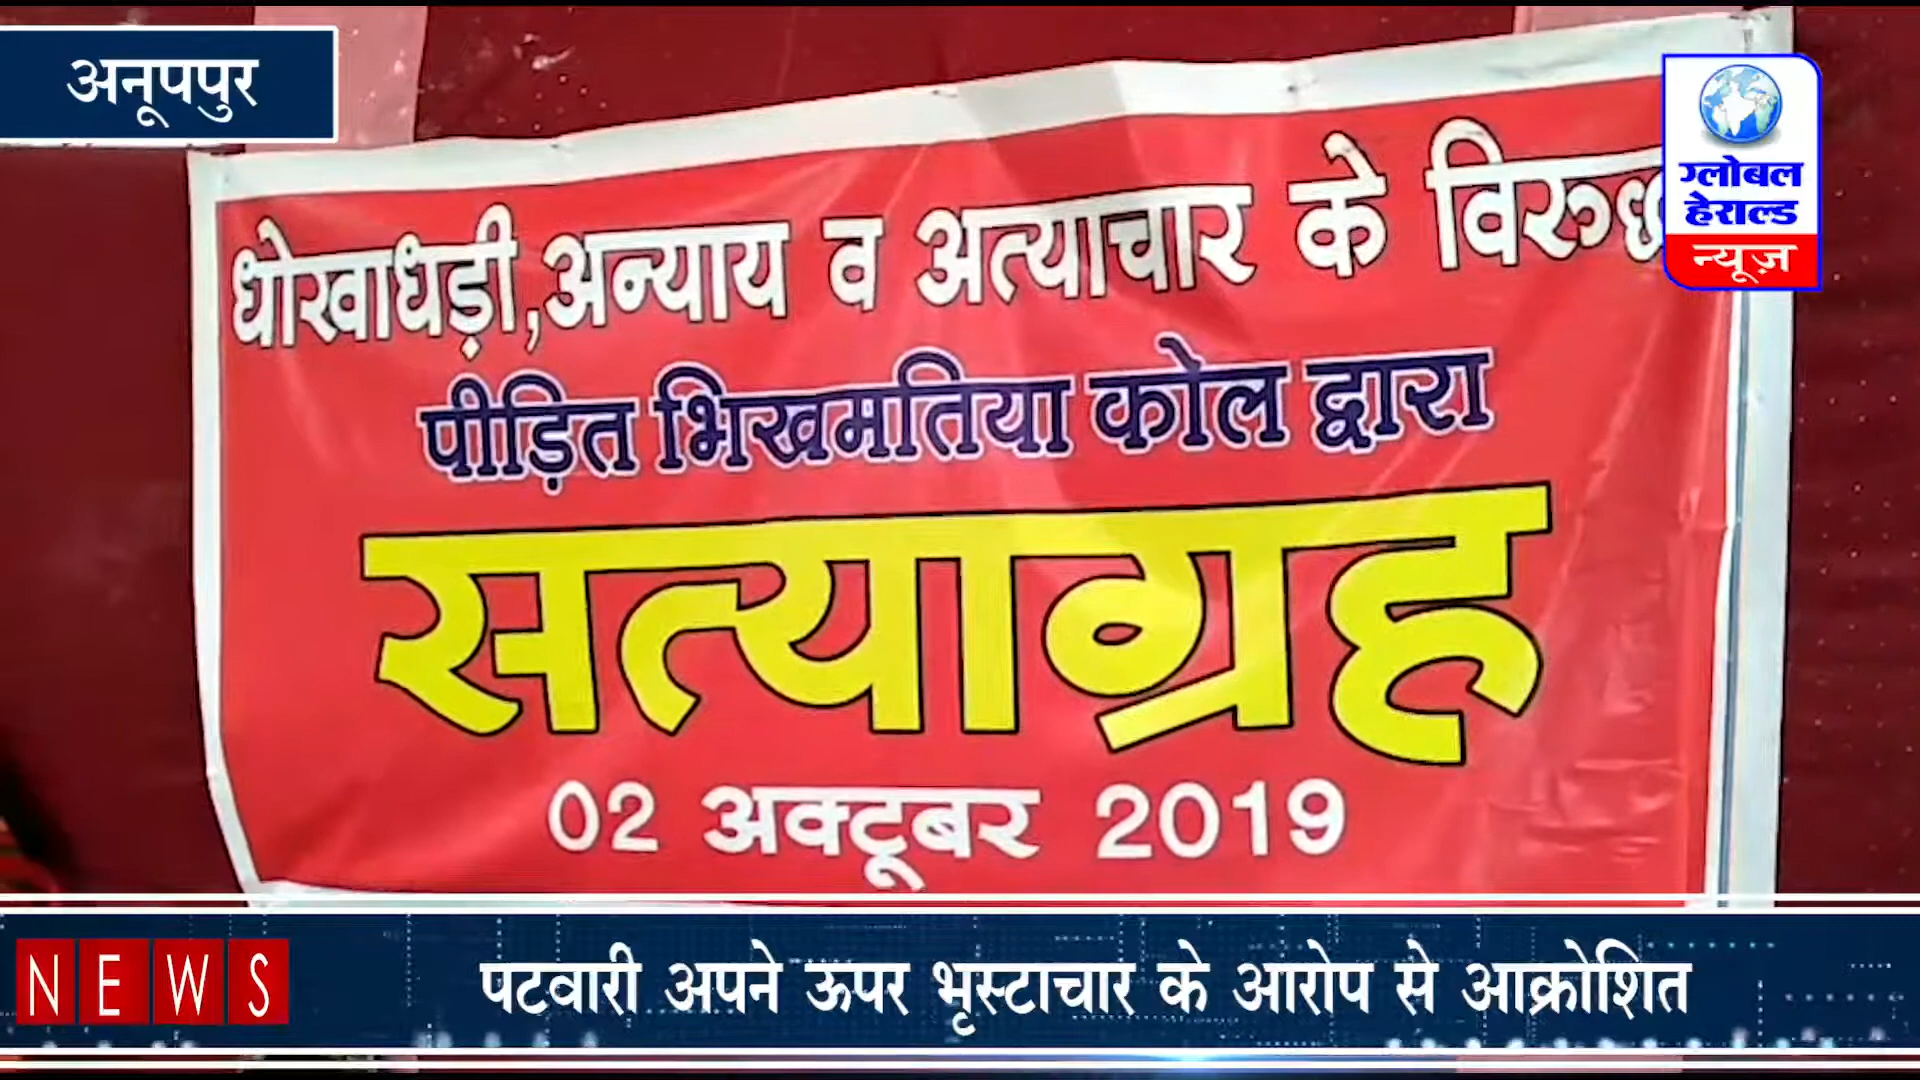 अनूपपुर
ग्लोबल
हेराल्ड
न्यूज़
धोखाधड़ी,अन्याय व अत्याचार के
पीड़ित भिखमतिया कोल द्वारा
सत्याग्रह
02 अक्टूबर 2019
NEWS
पटवारी अपने ऊपर भृस्टाचार के आरोप से आक्रोशित